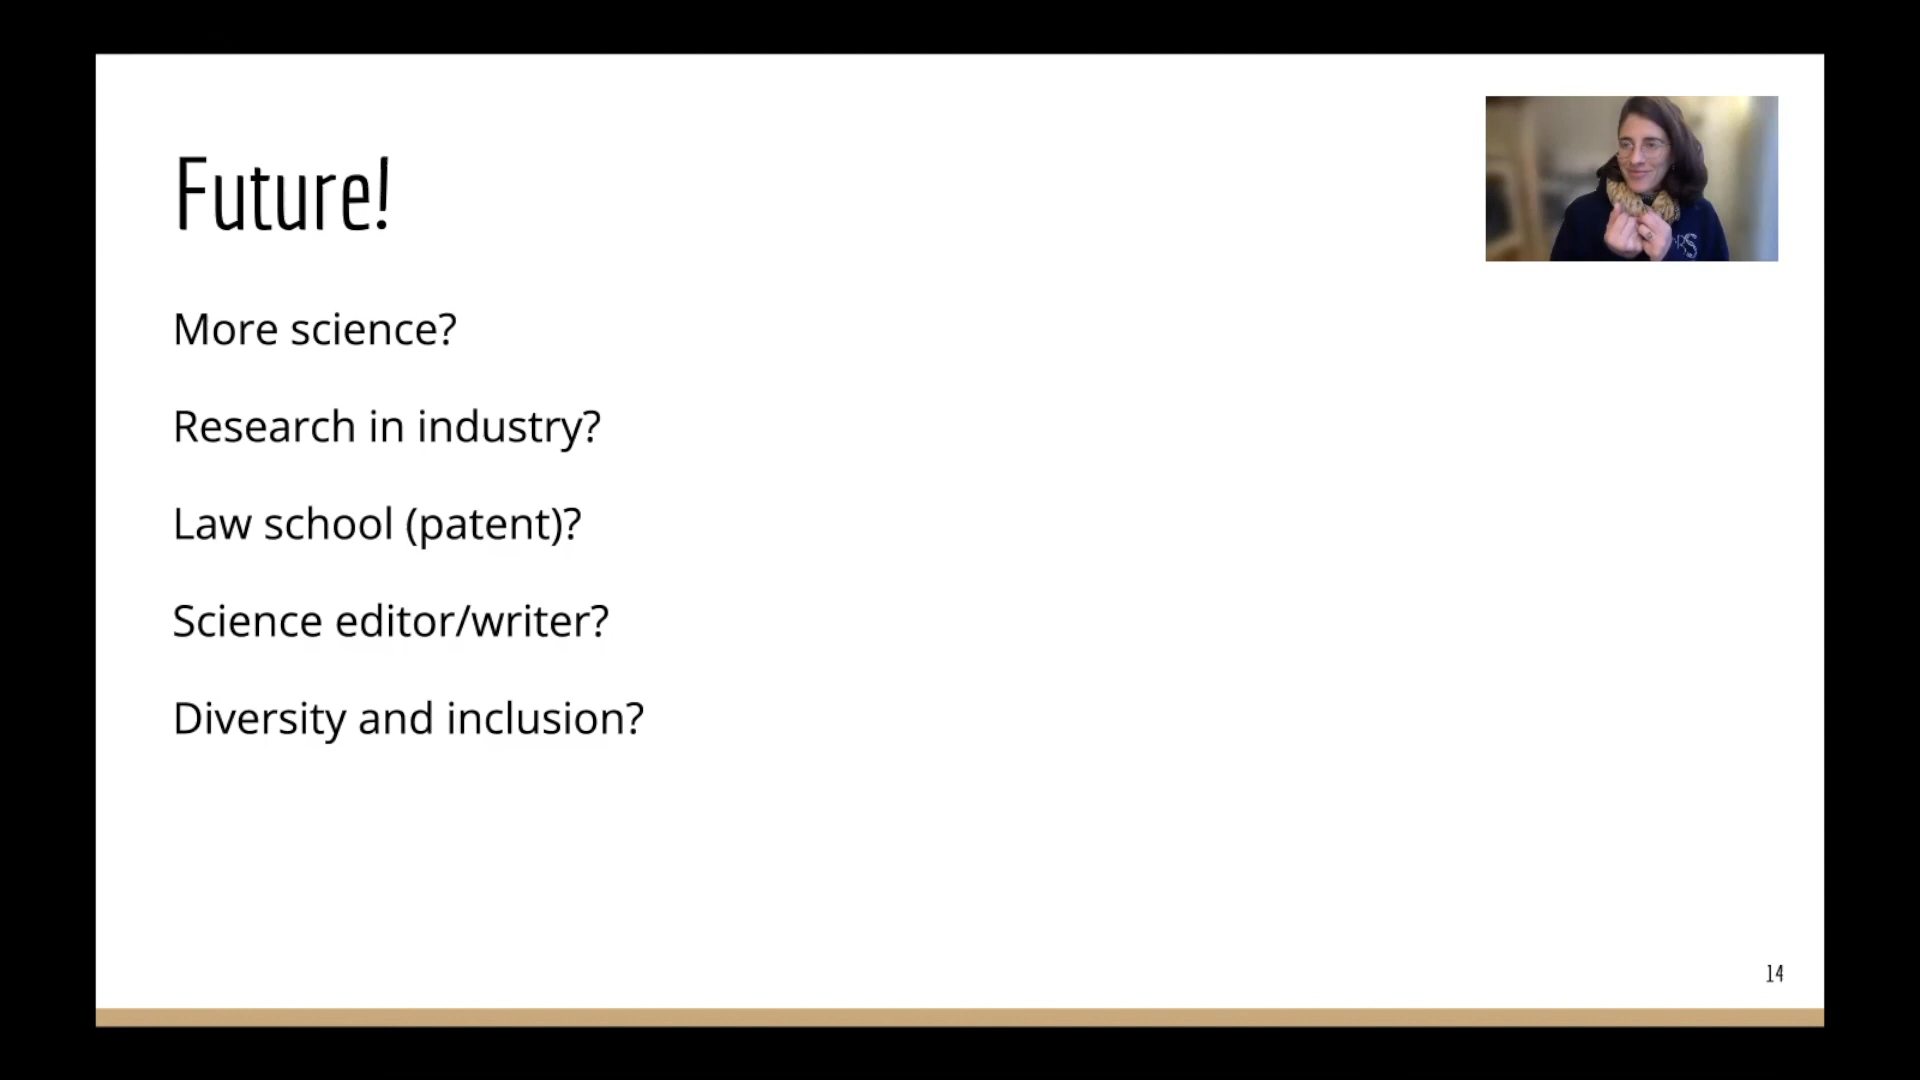 Future!
More science?
Research in industry?
Law school (patent)?
Science editor/writer?
Diversity and inclusion?
14